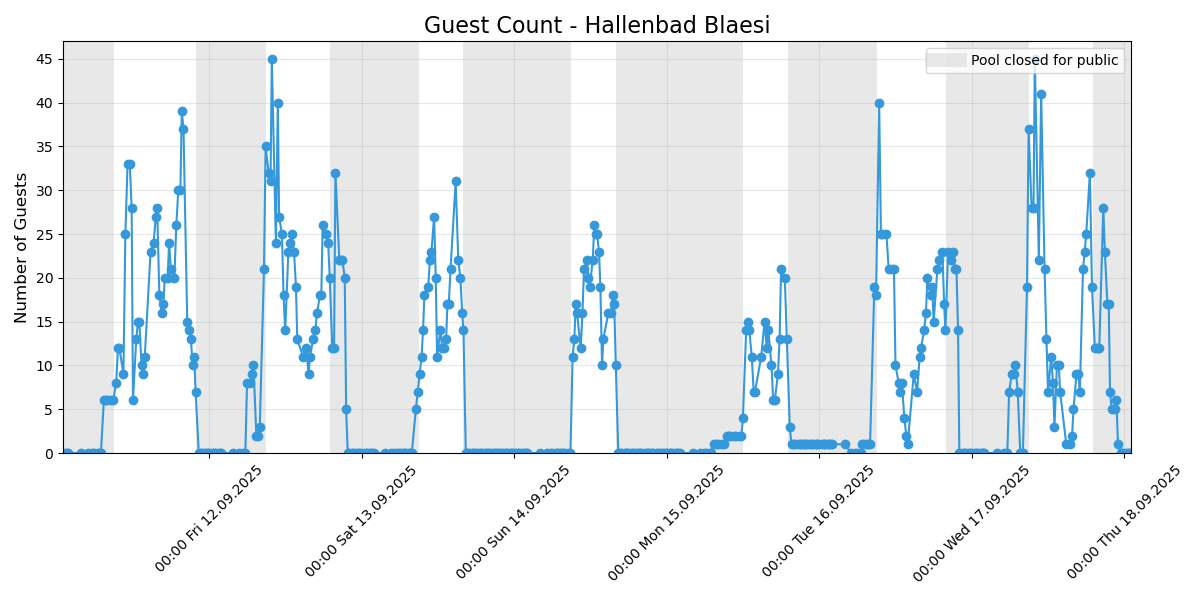 Guest Count - Hallenbad Blaesi
Pool closed for public
Number of Guests
45
40
35
30
25
20
15
10
5
0
00:00 Fri 12.09.2025
00:00 Sat 13.09.2025
00:00 Sun 14.09.2025
00:00 Mon 15.09.2025
00:00 Tue 16.09.2025
00:00 Wed 17.09.2025
00:00 Thu 18.09.2025